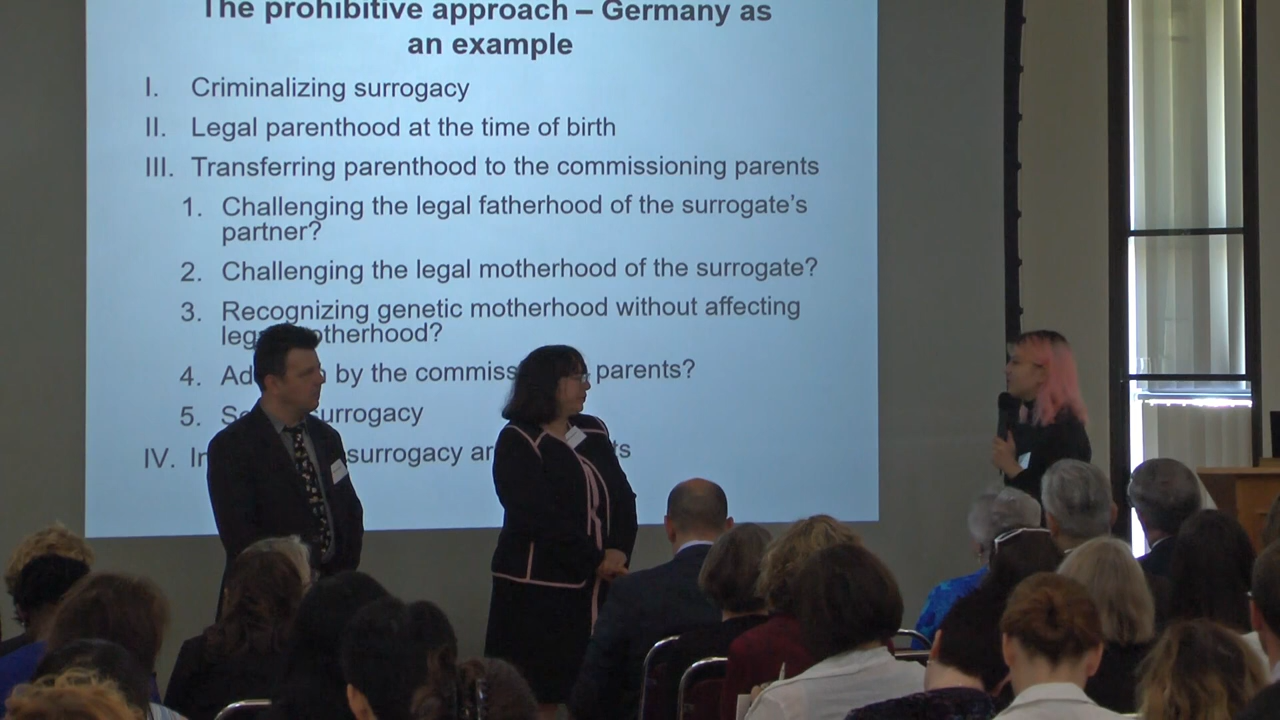 The prohibitive approach – Germany as
an example
I. Criminalizing surrogacy
II. Legal parenthood at the time of birth
III. Transferring parenthood to the commissioning parents
1. Challenging the legal fatherhood of the surrogate's
partner?
2. Challenging the legal motherhood of the surrogate?
3. Recognizing genetic motherhood without affecting
motherhood?
4. by the parents?
5. surrogacy
IV. surrogacy